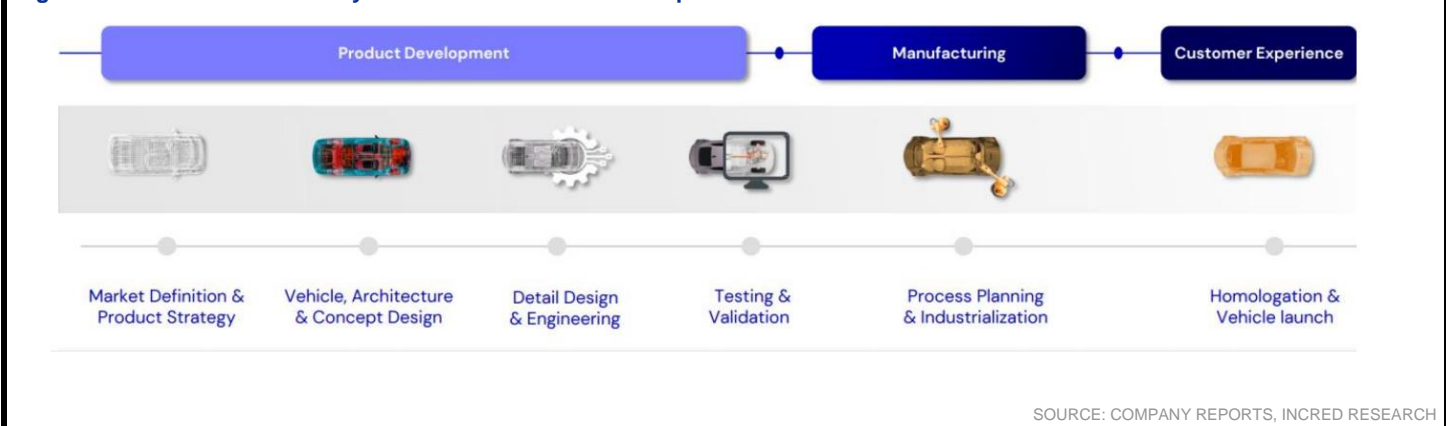 Product Development
Manufacturing
Customer Experience
Market Definition &
Product Strategy
Vehicle, Architecture
& Concept Design
Detail Design
& Engineering
Testing &
Validation
Process Planning
& Industrialization
Homologation &
Vehicle launch
SOURCE: COMPANY REPORTS, INCRED RESEARCH